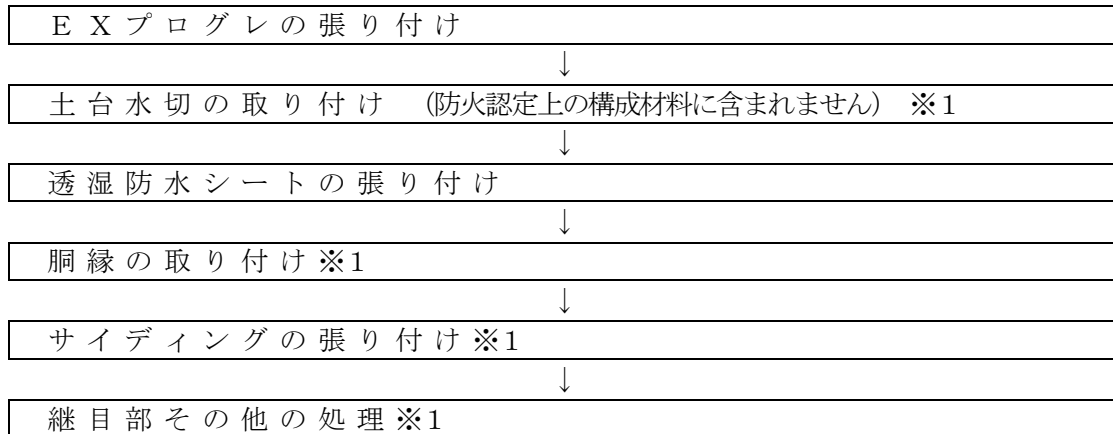 ＥＸプログレの張り付け
↓
土台水切の取り付け （防火認定上の構成材料に含まれません） ※１
↓
透湿防水シートの張り付け
↓
胴縁の取り付け※１
↓
サイディングの張り付け※１
↓
継目部その他の処理※１